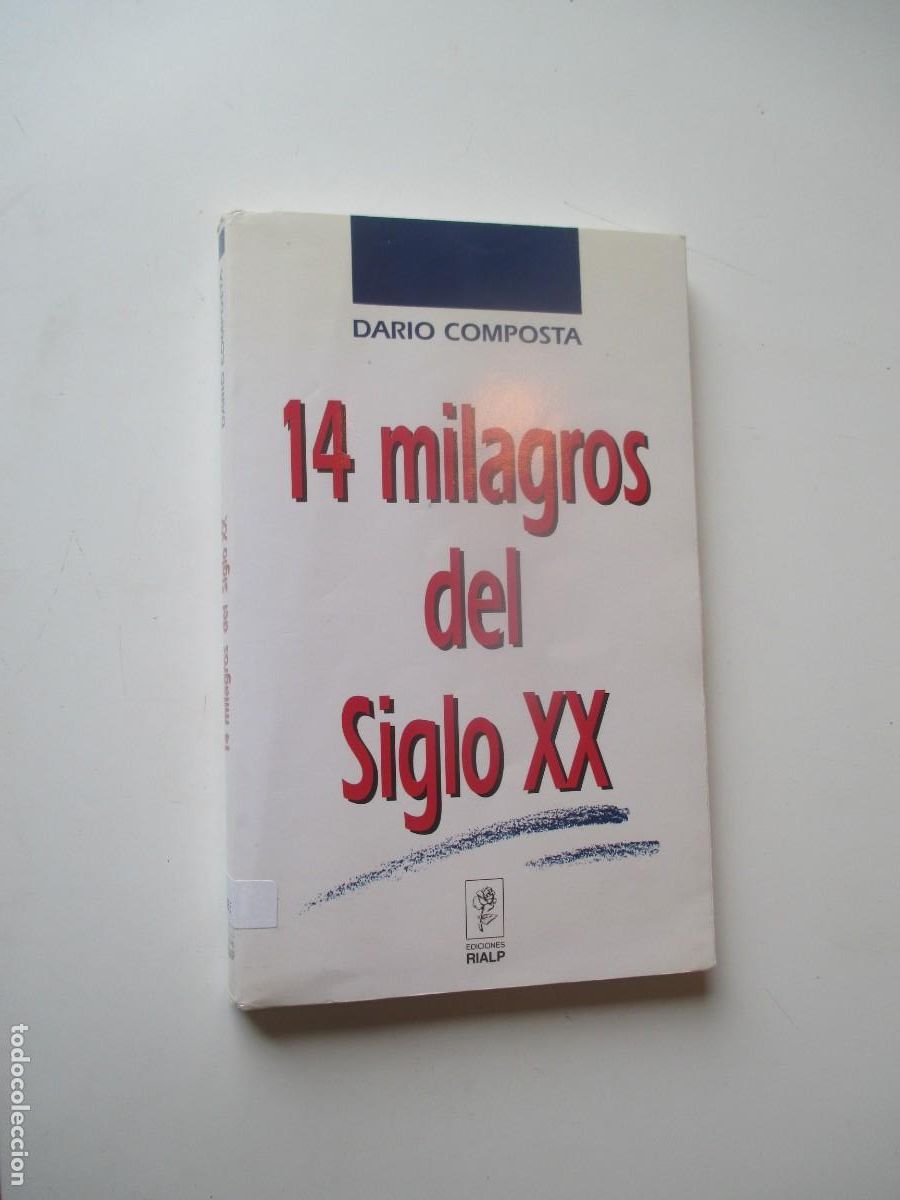 DARIO COMPOSTA
14 milagros
del
Siglo XX
EDICIONES
RIALP
DARIO COMPOSTA
14 milagros del Siglo XX
todocoleccion